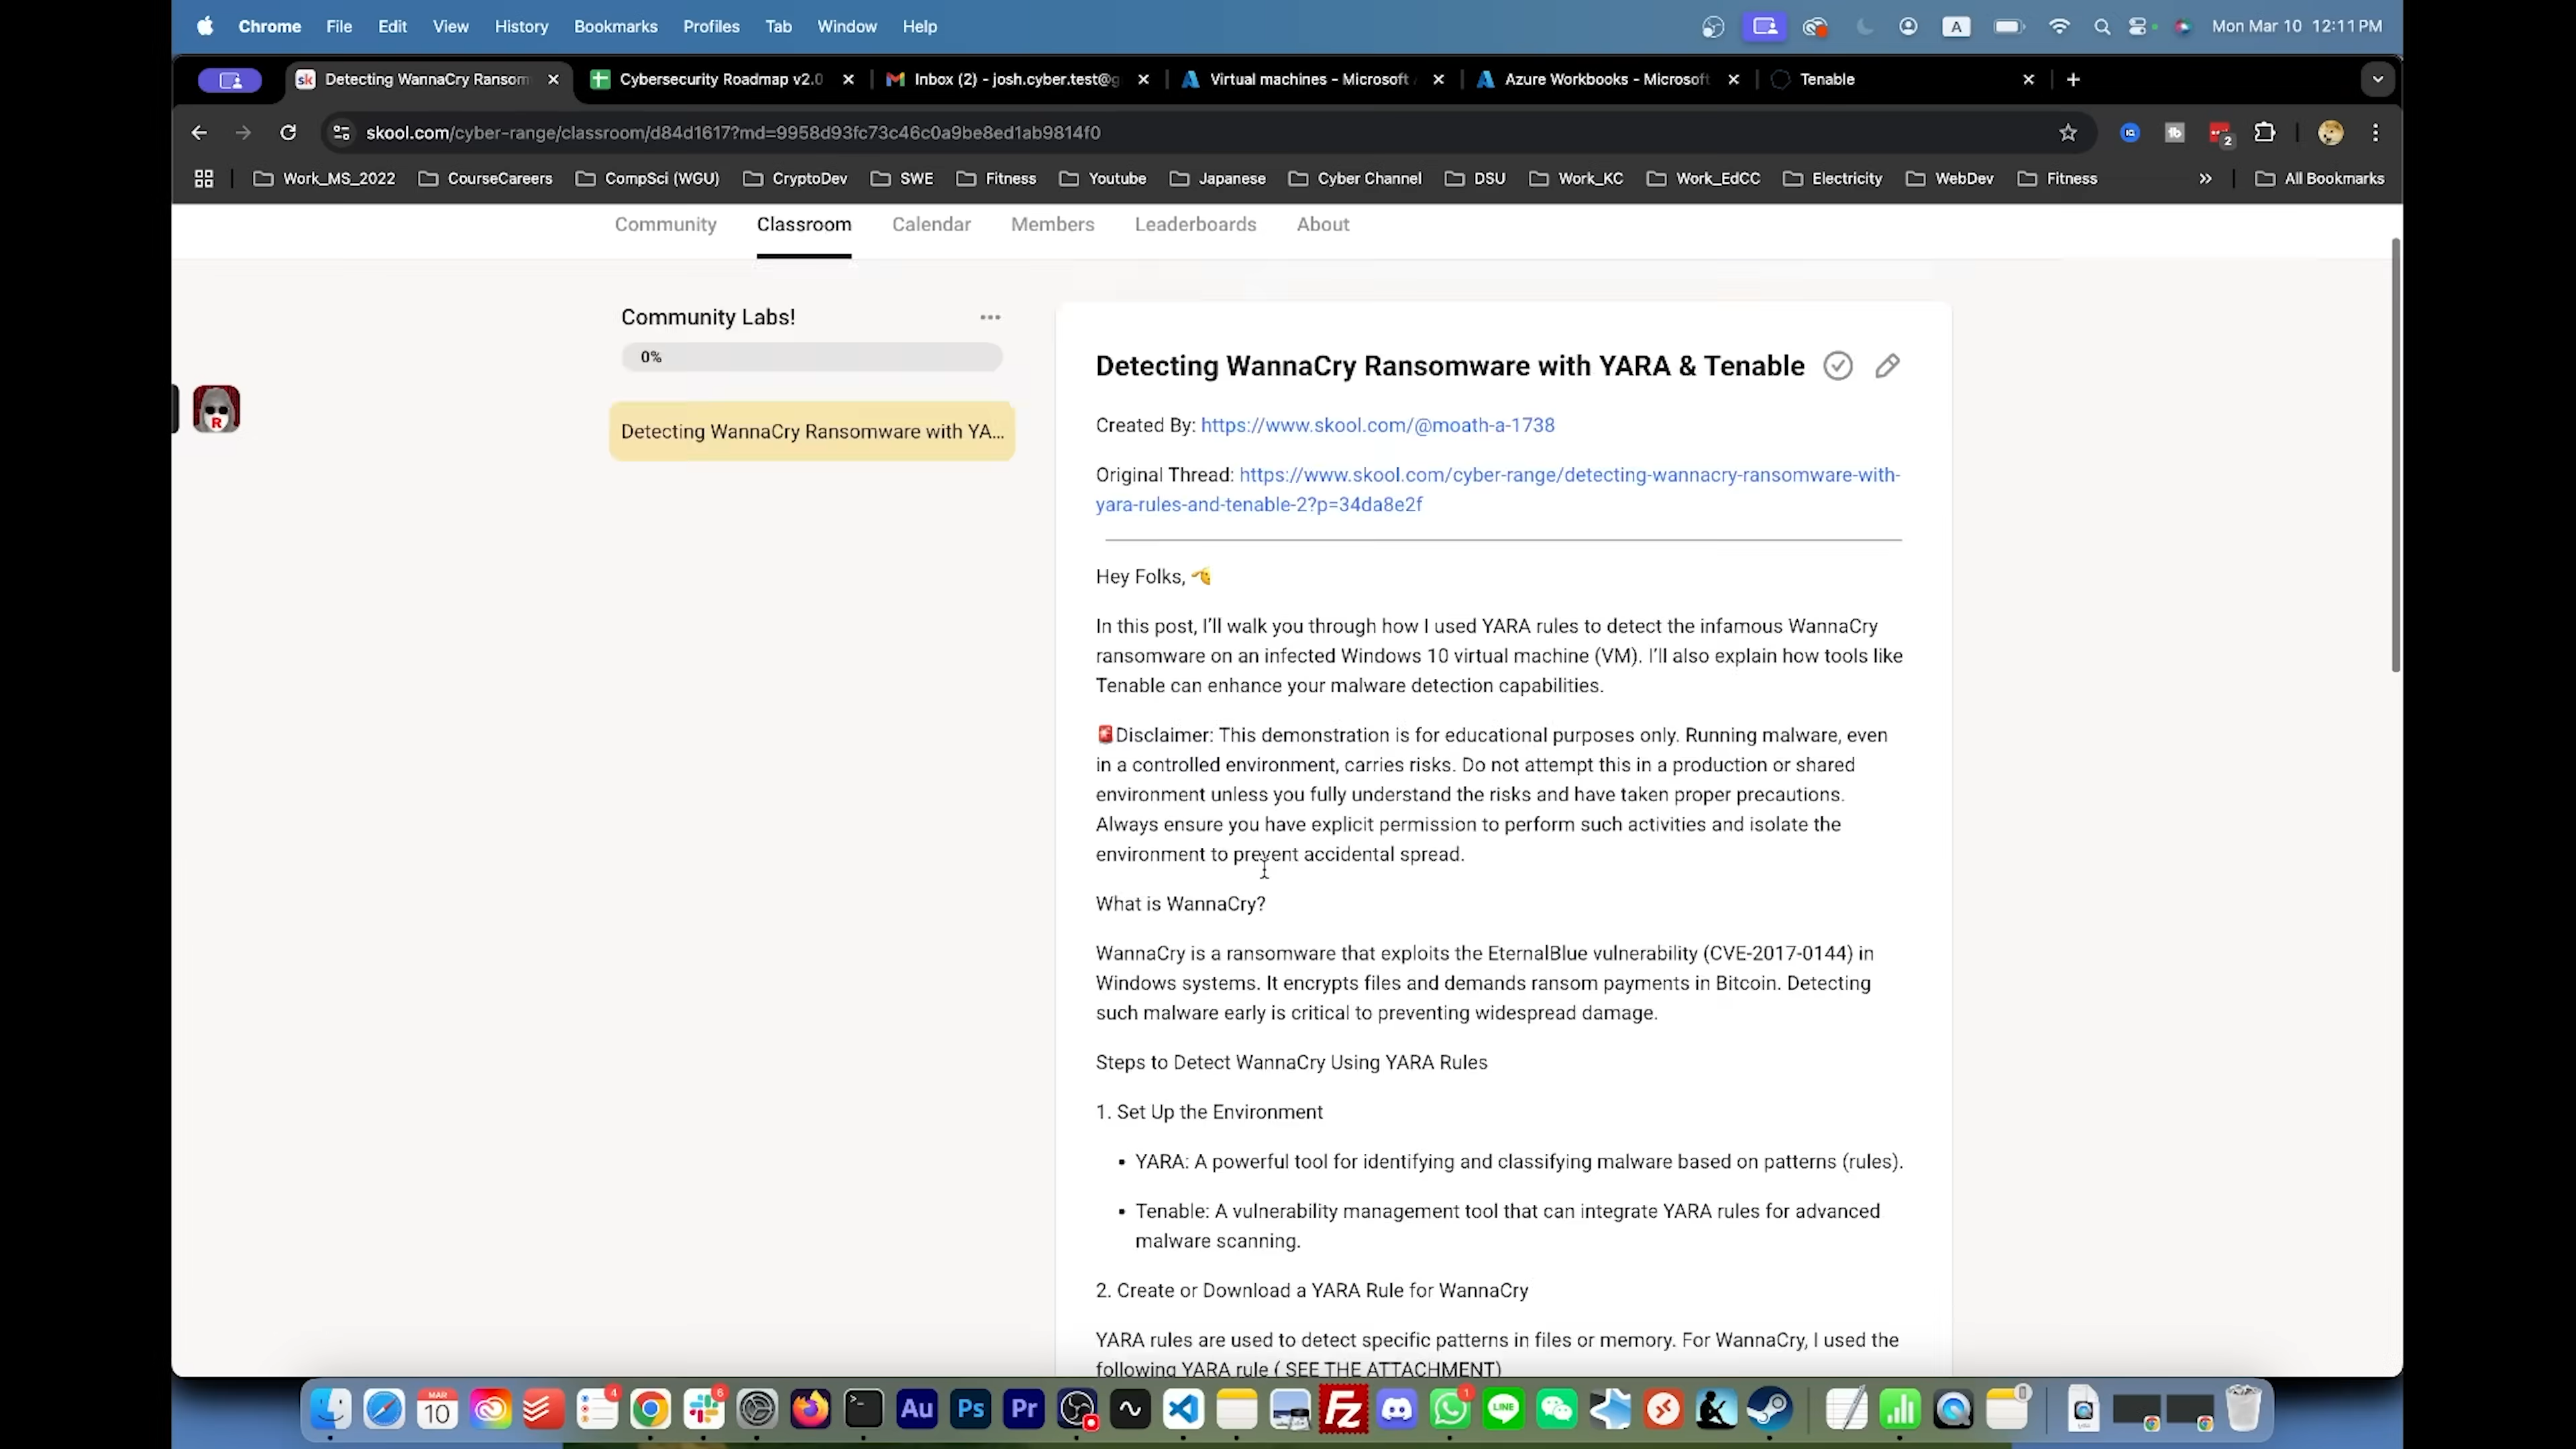 Chrome File Edit View History Bookmarks Profiles Tab Window Help A Mon Mar 10 12:11 PM
sk Detecting WannaCry Ransom Cybersecurity Roadmap v2.0 Inbox (2) - josh.cyber.test@g Virtual machines - Microsoft Azure Workbooks - Microsoft Tenable
skool.com/cyber-range/classroom/d84d1617?md=9958d93fc73c46c0a9be8ed1ab9814f0 tb 2
Work_MS_2022 CourseCareers CompSci (WGU) CryptoDev SWE Fitness Youtube Japanese Cyber Channel DSU Work_KC Work_EdCC Electricity WebDev Fitness » All Bookmarks
Community Classroom Calendar Members Leaderboards About
Community Labs!
0%
R
Detecting WannaCry Ransomware with YA...
Detecting WannaCry Ransomware with YARA & Tenable
Created By: https://www.skool.com/@moath-a-1738
Original Thread: https://www.skool.com/cyber-range/detecting-wannacry-ransomware-with-
yara-rules-and-tenable-2?p=34da8e2f
Hey Folks, 🫡
In this post, I’ll walk you through how I used YARA rules to detect the infamous WannaCry
ransomware on an infected Windows 10 virtual machine (VM). I’ll also explain how tools like
Tenable can enhance your malware detection capabilities.
🚨Disclaimer: This demonstration is for educational purposes only. Running malware, even
in a controlled environment, carries risks. Do not attempt this in a production or shared
environment unless you fully understand the risks and have taken proper precautions.
Always ensure you have explicit permission to perform such activities and isolate the
environment to prevent accidental spread.
What is WannaCry?
WannaCry is a ransomware that exploits the EternalBlue vulnerability (CVE-2017-0144) in
Windows systems. It encrypts files and demands ransom payments in Bitcoin. Detecting
such malware early is critical to preventing widespread damage.
Steps to Detect WannaCry Using YARA Rules
1. Set Up the Environment
• YARA: A powerful tool for identifying and classifying malware based on patterns (rules).
• Tenable: A vulnerability management tool that can integrate YARA rules for advanced
malware scanning.
2. Create or Download a YARA Rule for WannaCry
YARA rules are used to detect specific patterns in files or memory. For WannaCry, I used the
following YARA rule ( SEE THE ATTACHMENT)
MAR 10 4 6 Au Ps Pr Fz 1 LINE